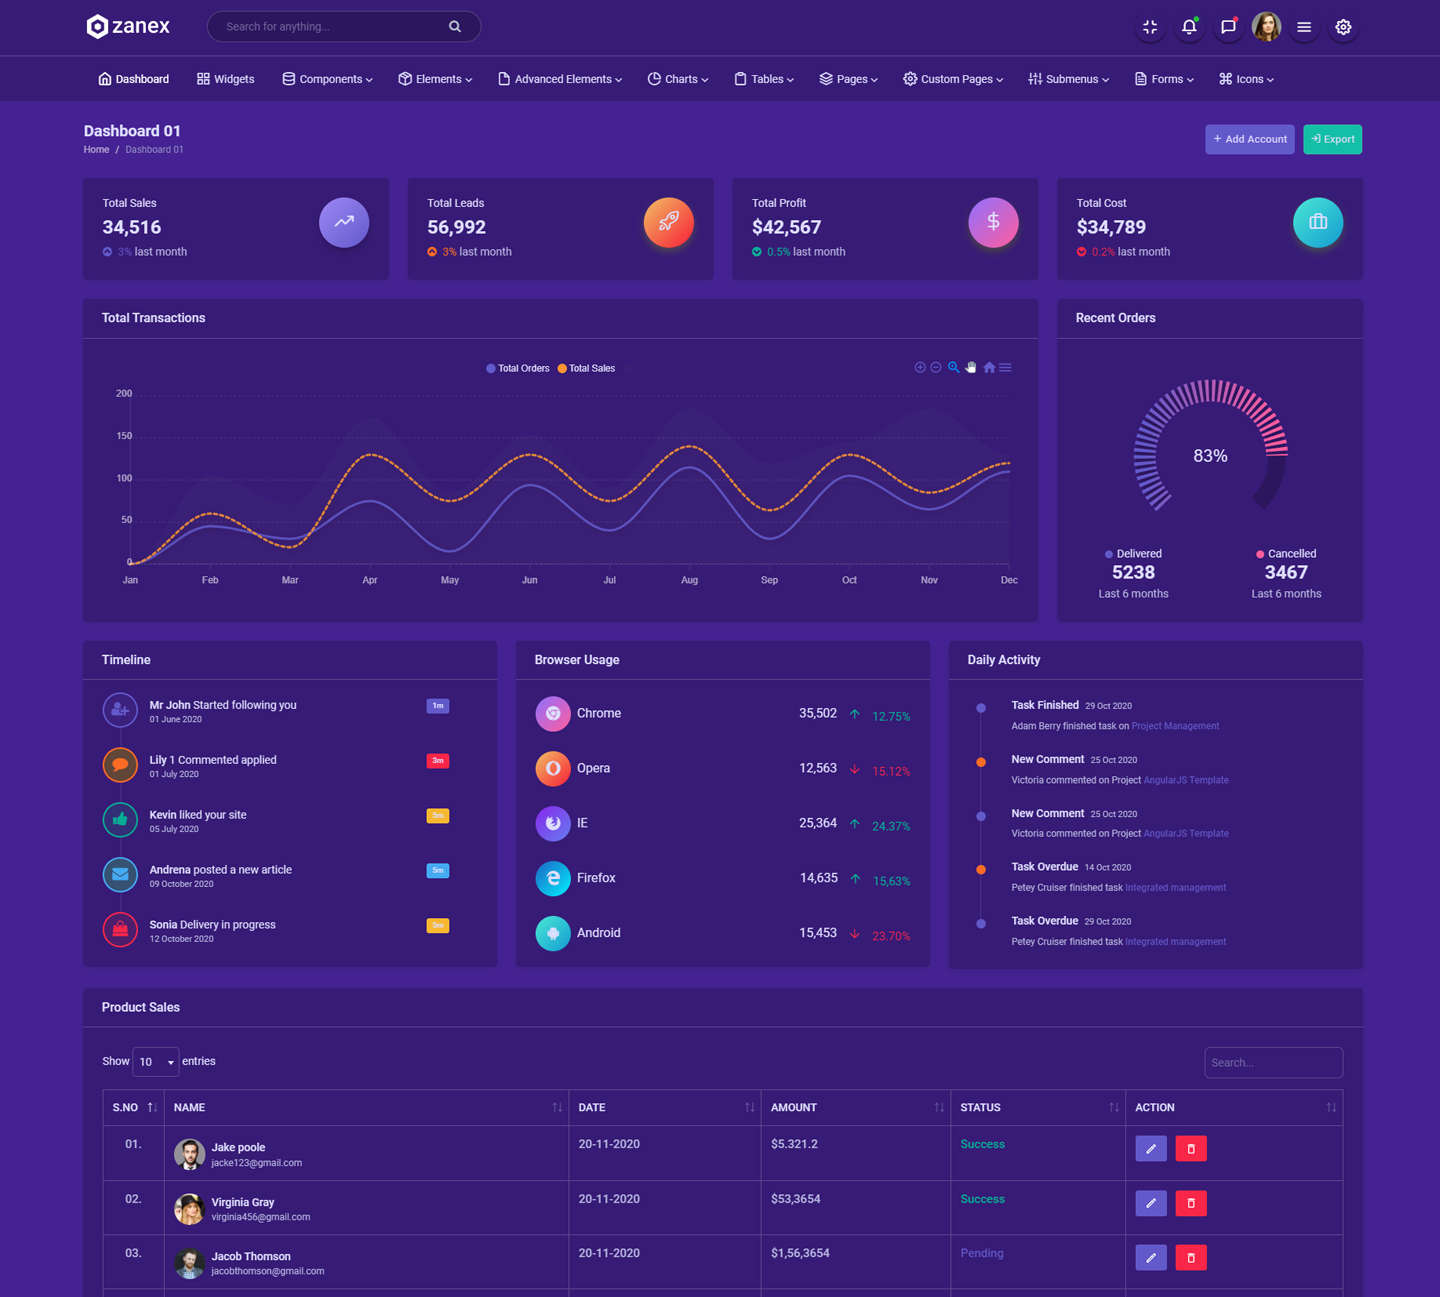 zanex
Search for anything...
Dashboard Widgets Components Elements Advanced Elements Charts Tables Pages Custom Pages Submenus Forms Icons
Dashboard 01
Home / Dashboard 01
+ Add Account Export
Total Sales
34,516
3% last month
Total Leads
56,992
3% last month
Total Profit
$42,567
0.5% last month
Total Cost
$34,789
0.2% last month
Total Transactions
Total Orders Total Sales
200
150
100
50
0
Jan Feb Mar Apr May Jun Jul Aug Sep Oct Nov Dec
Recent Orders
83%
Delivered
5238
Last 6 months
Cancelled
3467
Last 6 months
Timeline
Mr John Started following you 1m
01 June 2020
Lily 1 Commented applied 3m
01 July 2020
Kevin liked your site 5m
05 July 2020
Andrena posted a new article 5m
09 October 2020
Sonia Delivery in progress 5m
12 October 2020
Browser Usage
Chrome 35,502 12.75%
Opera 12,563 15.12%
IE 25,364 24.37%
Firefox 14,635 15,63%
Android 15,453 23.70%
Daily Activity
Task Finished 29 Oct 2020
Adam Berry finished task on Project Management
New Comment 25 Oct 2020
Victoria commented on Project AngularJS Template
New Comment 25 Oct 2020
Victoria commented on Project AngularJS Template
Task Overdue 14 Oct 2020
Petey Cruiser finished task Integrated management
Task Overdue 29 Oct 2020
Petey Cruiser finished task Integrated management
Product Sales
Show 10 entries
Search...
S.NO NAME DATE AMOUNT STATUS ACTION
01. Jake poole 20-11-2020 $5.321.2 Success
jacke123@gmail.com
02. Virginia Gray 20-11-2020 $53,3654 Success
virginia456@gmail.com
03. Jacob Thomson 20-11-2020 $1,56,3654 Pending
jacobthomson@gmail.com